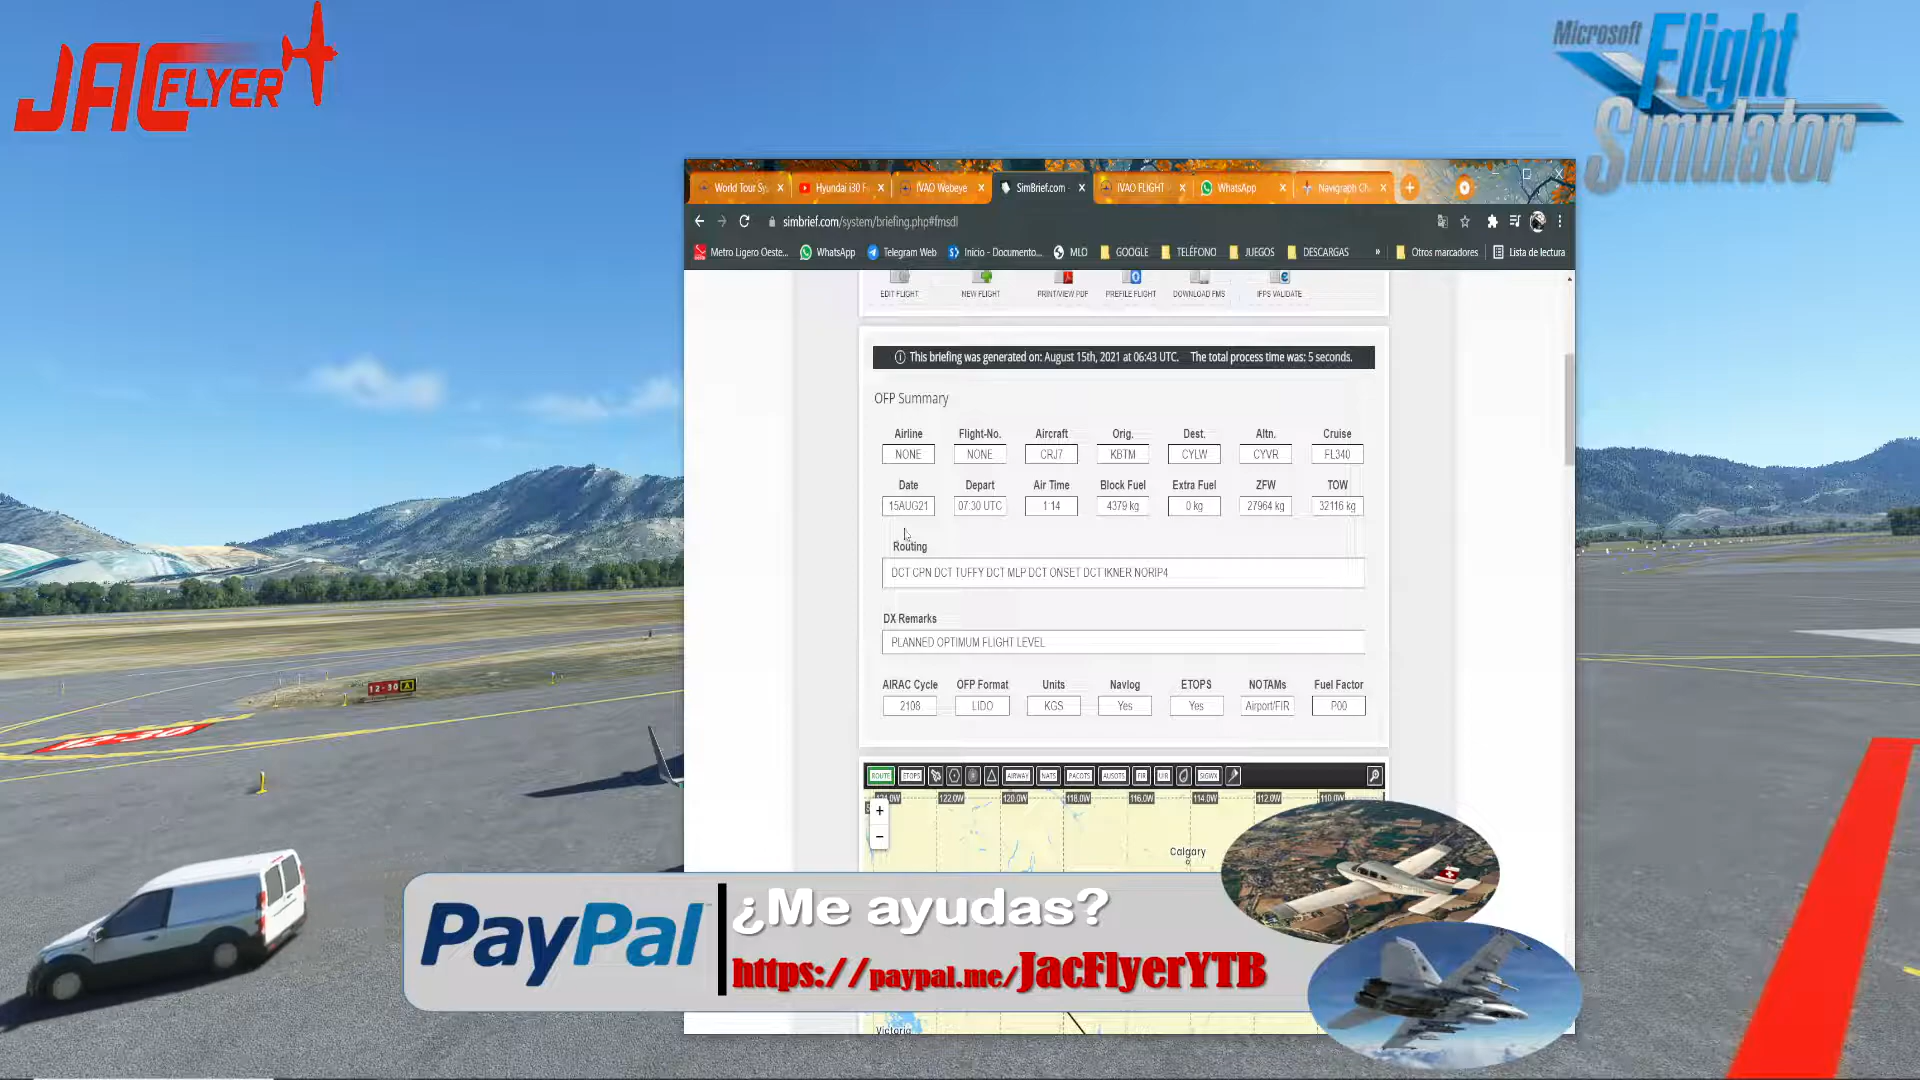 JAC FLYER
Microsoft
Flight
Simulator
World Tour Sy
Hyundai i30 F
IVAO Webeye
SimBrief.com
IVAO FLIGHT
WhatsApp
Navigraph Ch
simbrief.com/system/briefing.php#fmsdl
Metro Ligero Oeste...
WhatsApp
Telegram Web
Inicio - Documento...
MLO
GOOGLE
TELÉFONO
JUEGOS
DESCARGAS
»
Otros marcadores
Lista de lectura
EDIT FLIGHT
NEW FLIGHT
PRINT/VIEW PDF
PREFILE FLIGHT
DOWNLOAD FMS
IFPS VALIDATE
This briefing was generated on: August 15th, 2021 at 06:43 UTC. The total process time was: 5 seconds.
OFP Summary
Airline Flight-No. Aircraft Orig. Dest. Altn. Cruise
NONE NONE CRJ7 KBTM CYLW CYVR FL340
Date Depart Air Time Block Fuel Extra Fuel ZFW TOW
15AUG21 07:30 UTC 1:14 4379 kg 0 kg 27964 kg 32116 kg
Routing
DCT CPN DCT TUFFY DCT MLP DCT ONSET DCT IKNER NORIP4
DX Remarks
PLANNED OPTIMUM FLIGHT LEVEL
AIRAC Cycle OFP Format Units Navlog ETOPS NOTAMs Fuel Factor
2108 LIDO KGS Yes Yes Airport/FIR P00
ROUTE ETOPS AIRWAY NATS PACOTS AUSOTS FIR UIR SIGWX
122.0W 120.0W 118.0W 116.0W 114.0W 112.0W 110.0W
+
−
Calgary
12-30 A
12-30
PayPal
¿Me ayudas?
https://paypal.me/JacFlyerYTB
Victoria